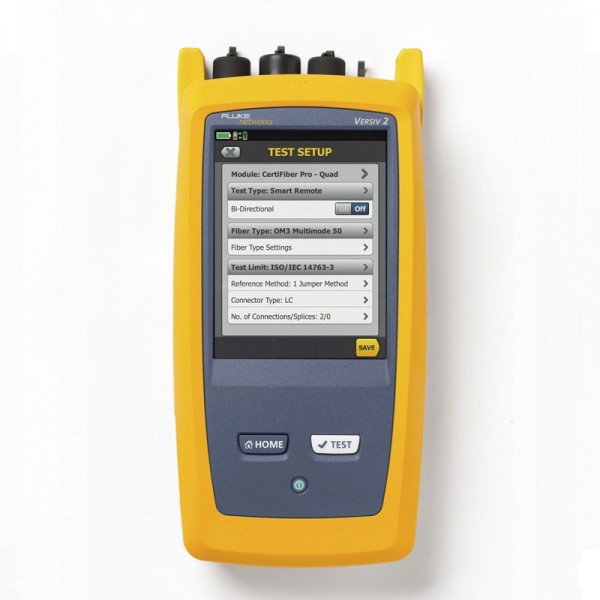 FLUKE
networks
VERSIV 2
TEST SETUP
Module: CertiFiber Pro - Quad
Test Type: Smart Remote
Bi-Directional
On Off
Fiber Type: OM3 Multimode 50
Fiber Type Settings
Test Limit: ISO/IEC 14763-3
Reference Method: 1 Jumper Method
Connector Type: LC
No. of Connections/Splices: 2/0
SAVE
HOME
TEST